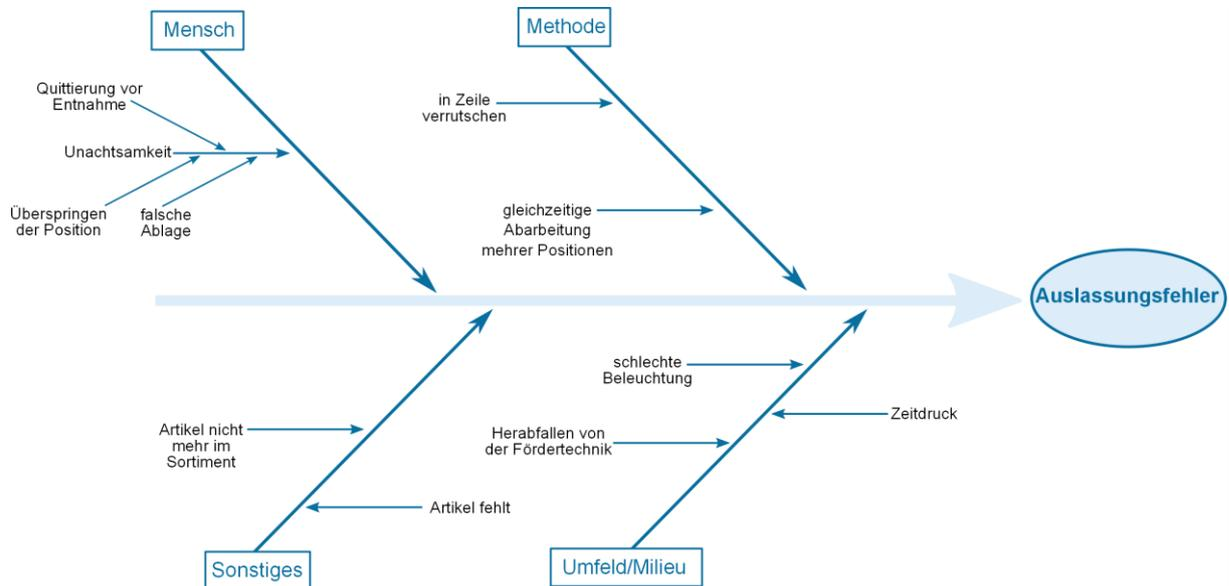 Mensch
Methode
Quittierung vor
Entnahme
in Zeile
verrutschen
Unachtsamkeit
Überspringen
der Position
falsche
Ablage
gleichzeitige
Abarbeitung
mehrer Positionen
Auslassungsfehler
schlechte
Beleuchtung
Zeitdruck
Artikel nicht
mehr im
Sortiment
Herabfallen von
der Fördertechnik
Artikel fehlt
Sonstiges
Umfeld/Milieu